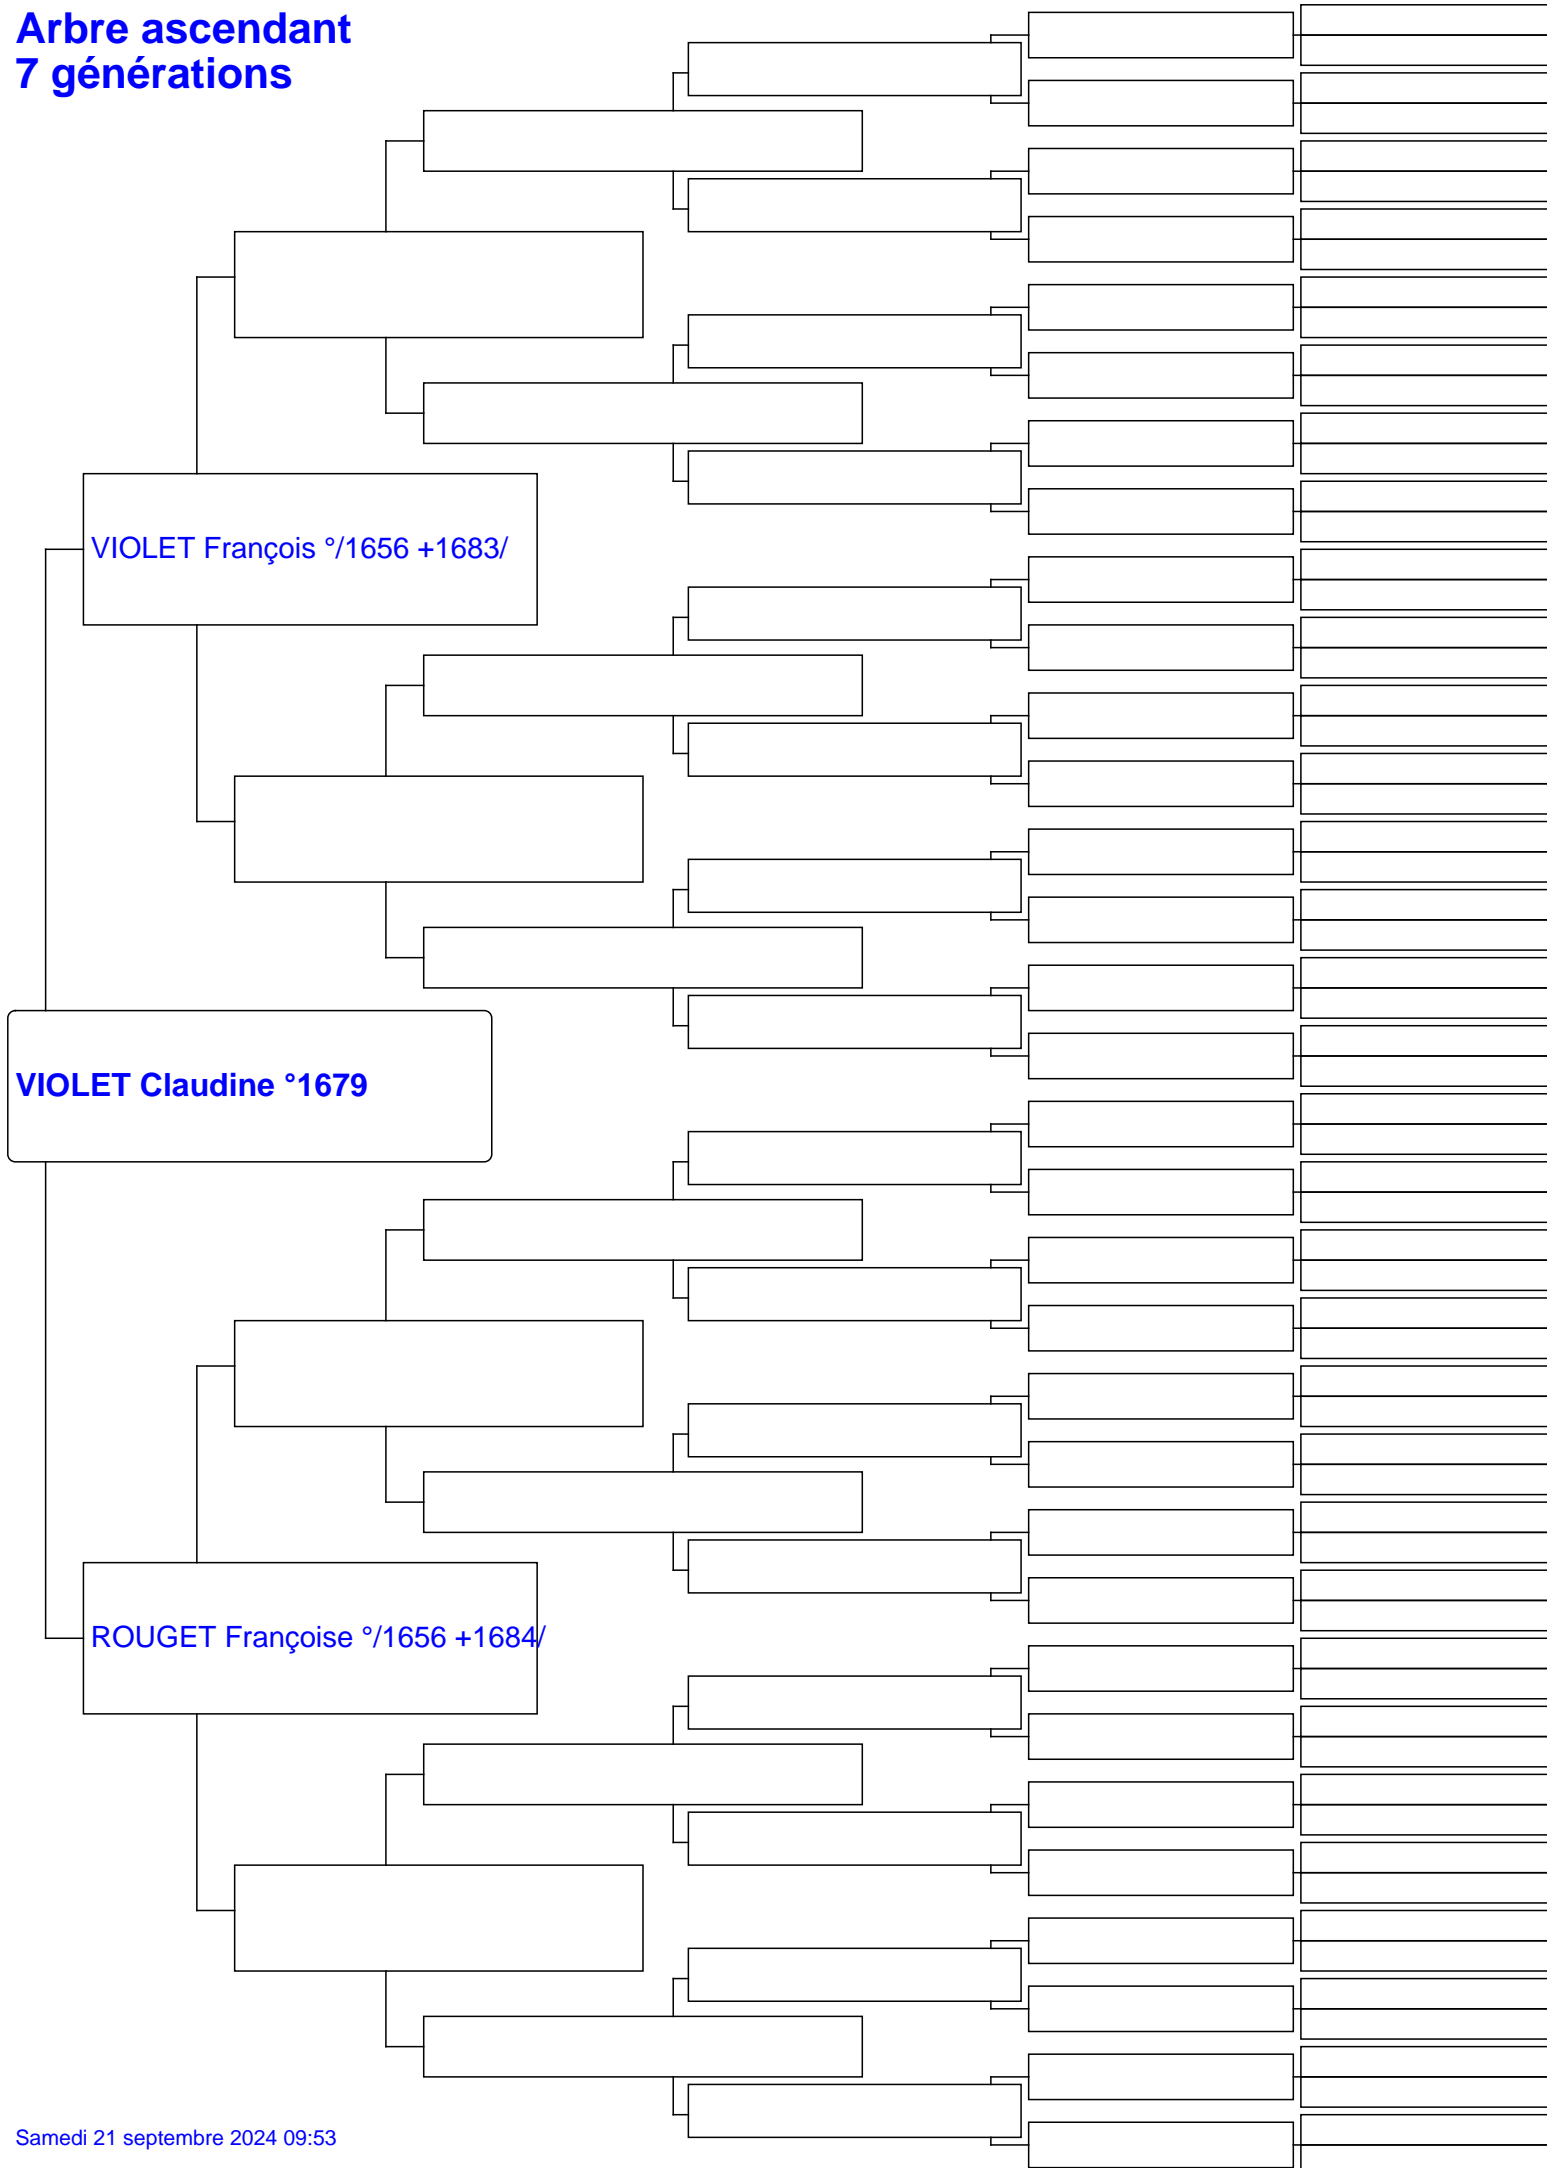 Arbre ascendant
7 générations
VIOLET François °/1656 +1683/
VIOLET Claudine °1679
ROUGET Françoise °/1656 +1684/
Samedi 21 septembre 2024 09:53